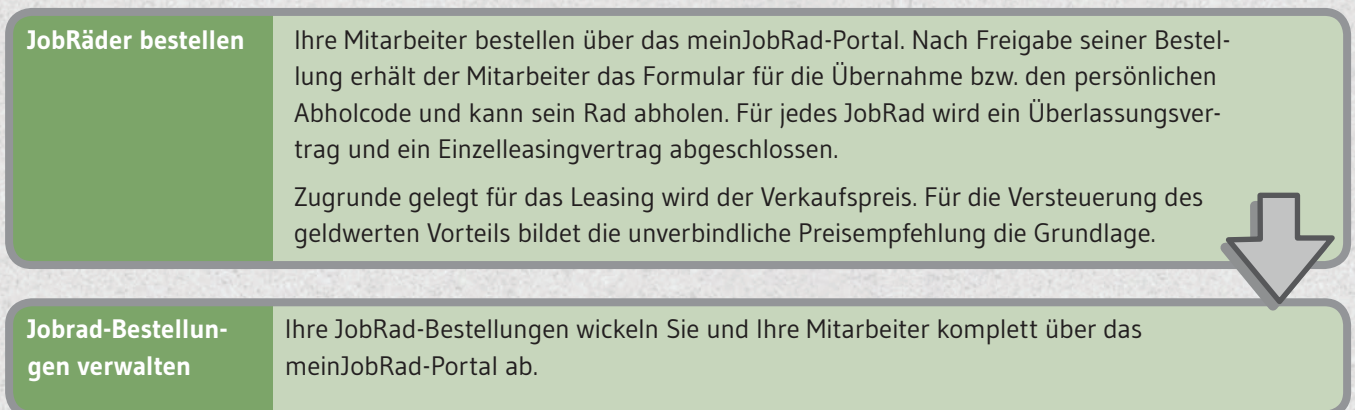 JobRäder bestellen
Ihre Mitarbeiter bestellen über das meinJobRad-Portal. Nach Freigabe seiner Bestel-
lung erhält der Mitarbeiter das Formular für die Übernahme bzw. den persönlichen
Abholcode und kann sein Rad abholen. Für jedes JobRad wird ein Überlassungsver-
trag und ein Einzelleasingvertrag abgeschlossen.
Zugrunde gelegt für das Leasing wird der Verkaufspreis. Für die Versteuerung des
geldwerten Vorteils bildet die unverbindliche Preisempfehlung die Grundlage.
Jobrad-Bestellun-
gen verwalten
Ihre JobRad-Bestellungen wickeln Sie und Ihre Mitarbeiter komplett über das
meinJobRad-Portal ab.